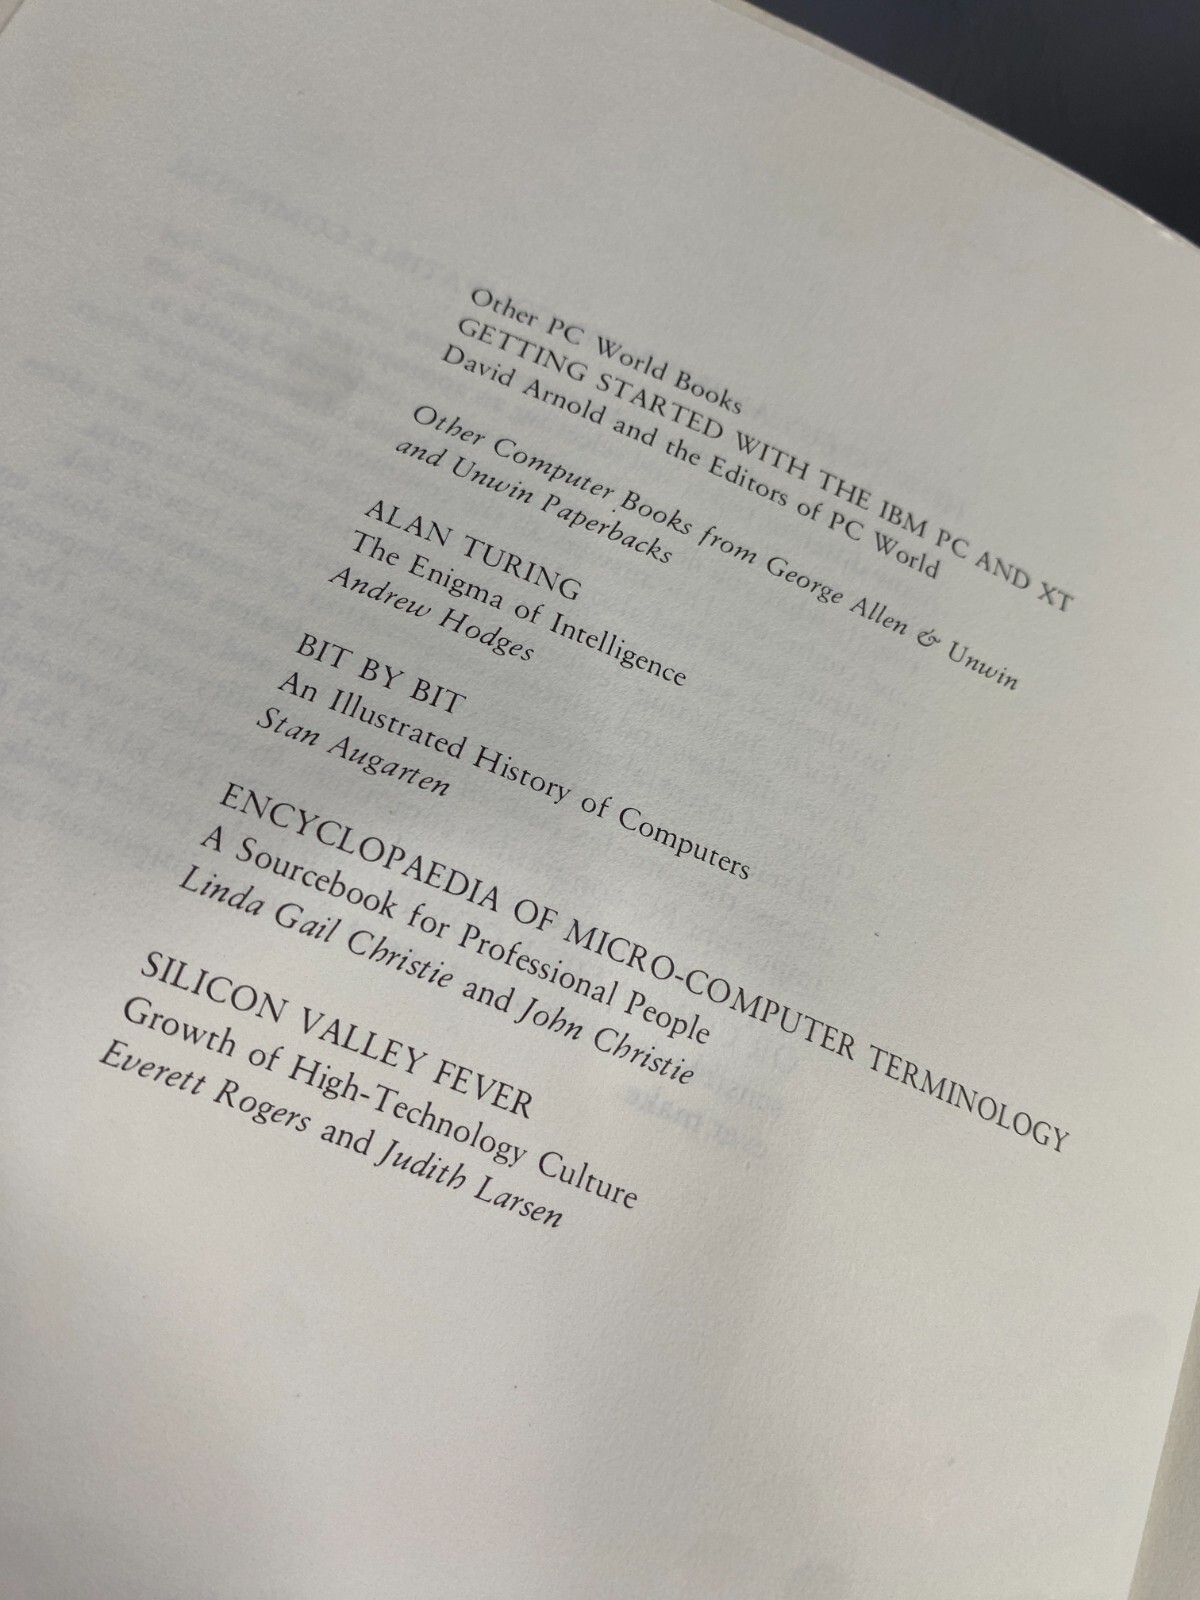 Other PC World Books
GETTING STARTED WITH THE IBM PC AND XT
David Arnold and the Editors of PC World
Other Computer Books from George Allen & Unwin
and Unwin Paperbacks
ALAN TURING
The Enigma of Intelligence
Andrew Hodges
BIT BY BIT
An Illustrated History of Computers
Stan Augarten
ENCYCLOPAEDIA OF MICRO-COMPUTER TERMINOLOGY
A Sourcebook for Professional People
Linda Gail Christie and John Christie
SILICON VALLEY FEVER
Growth of High-Technology Culture
Everett Rogers and Judith Larsen